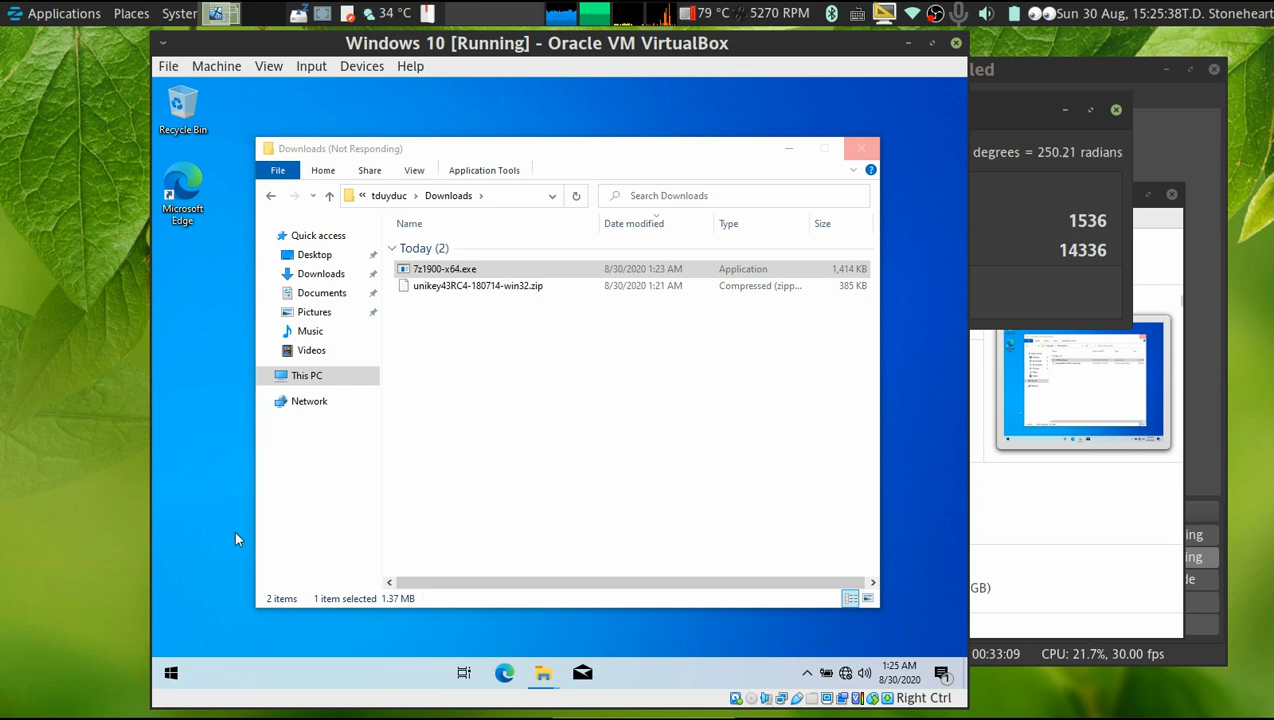 Applications Places System 34 °C 79 °C 5270 RPM Sun 30 Aug, 15:25:38 T.D. Stoneheart
Windows 10 [Running] - Oracle VM VirtualBox
led
File Machine View Input Devices Help
Recycle Bin
Microsoft
Edge
Downloads (Not Responding)
File Home Share View Application Tools
tduyduc Downloads Search Downloads
Name Date modified Type Size
Today (2)
7z1900-x64.exe 8/30/2020 1:23 AM Application 1,414 KB
unikey43RC4-180714-win32.zip 8/30/2020 1:21 AM Compressed (zipp... 385 KB
Quick access
Desktop
Downloads
Documents
Pictures
Music
Videos
This PC
Network
2 items 1 item selected 1.37 MB
1:25 AM
8/30/2020
1
Right Ctrl
degrees = 250.21 radians
1536
14336
ing
ing
de
GB)
00:33:09 CPU: 21.7%, 30.00 fps